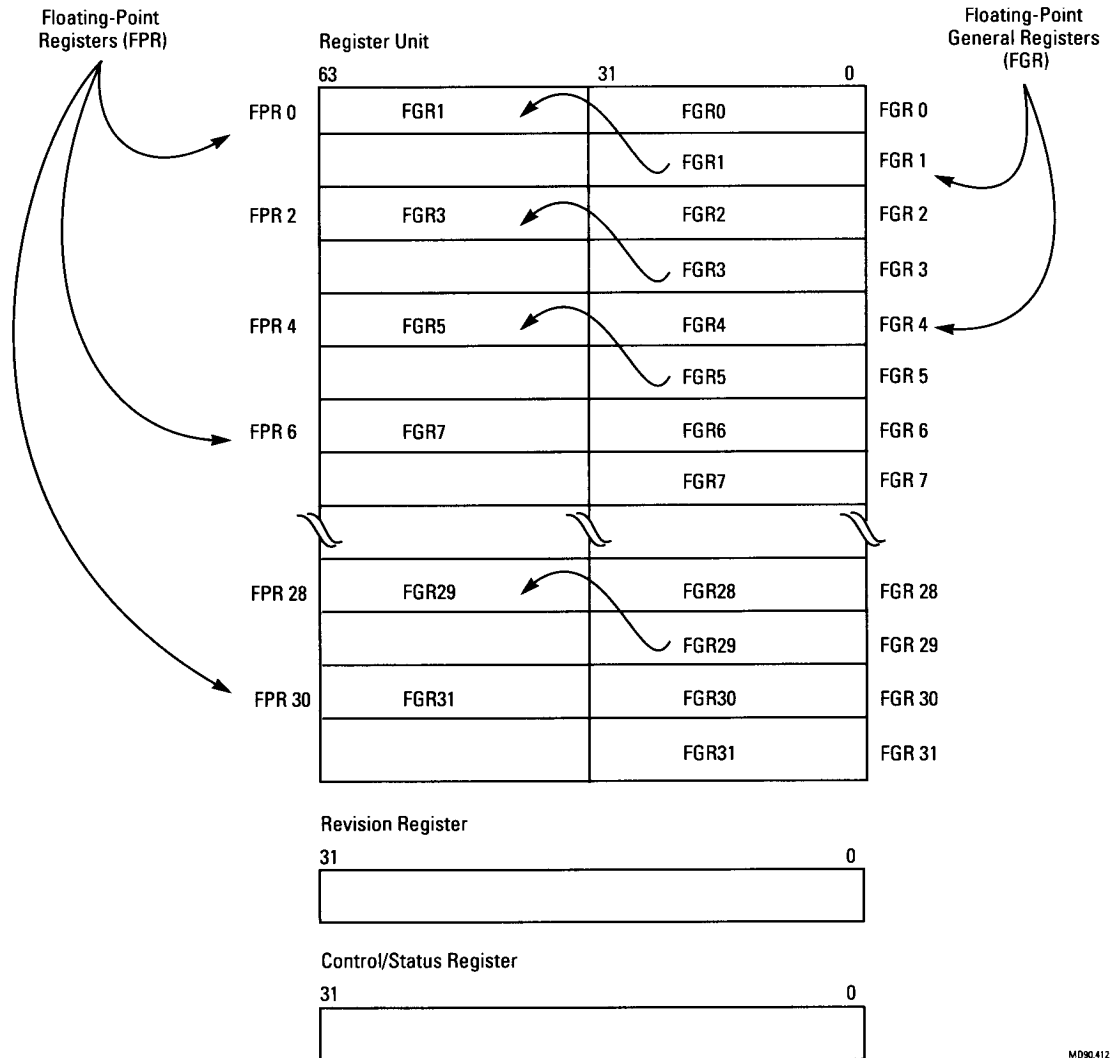 Floating-Point
Registers (FPR)
Floating-Point
General Registers
(FGR)
Register Unit
63 31 0
FPR 0 FGR1 FGR0 FGR 0
FGR1 FGR 1
FPR 2 FGR3 FGR2 FGR 2
FGR3 FGR 3
FPR 4 FGR5 FGR4 FGR 4
FGR5 FGR 5
FPR 6 FGR7 FGR6 FGR 6
FGR7 FGR 7
FPR 28 FGR29 FGR28 FGR 28
FGR29 FGR 29
FPR 30 FGR31 FGR30 FGR 30
FGR31 FGR 31
Revision Register
31 0
Control/Status Register
31 0
MD90.412